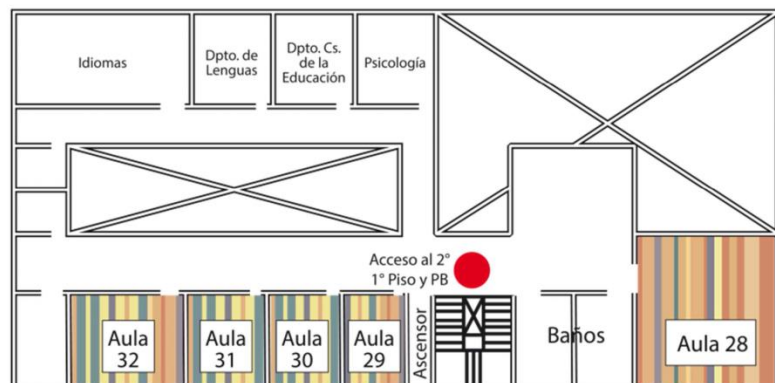 Idiomas
Dpto. de
Lenguas
Dpto. Cs.
de la
Educación
Psicología
Acceso al 2°
1° Piso y PB
Aula
32
Aula
31
Aula
30
Aula
29
Ascensor
Baños
Aula 28